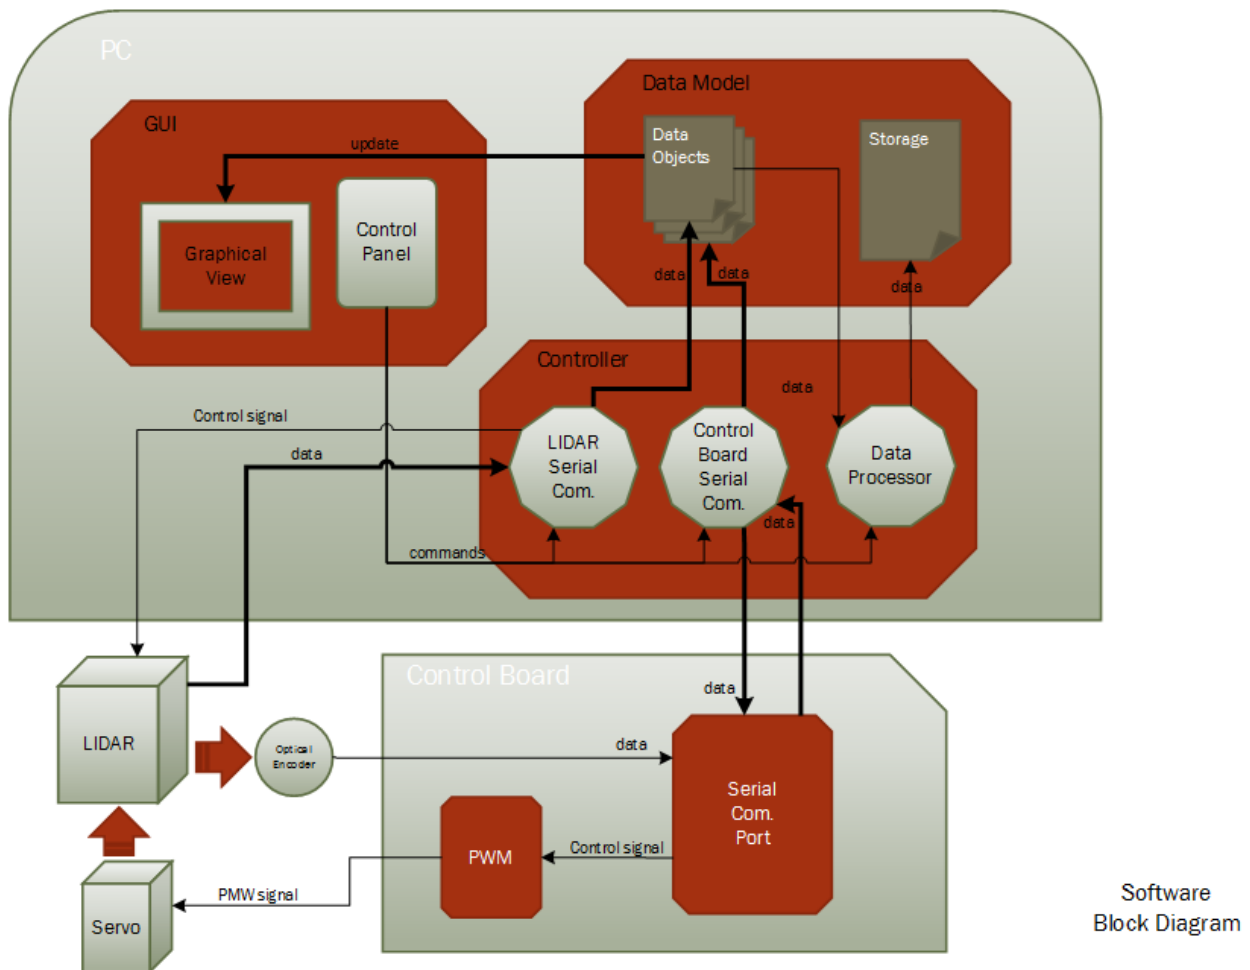 PC
GUI
update
Graphical
View
Control
Panel
Data Model
Data
Objects
Storage
data
data
data
Controller
data
LIDAR
Serial
Com.
Control
Board
Serial
Com.
Data
Processor
data
commands
Control signal
data
LIDAR
Optical
Encoder
Servo
PMW signal
Control Board
data
data
Serial
Com.
Port
Control signal
PWM
Software
Block Diagram